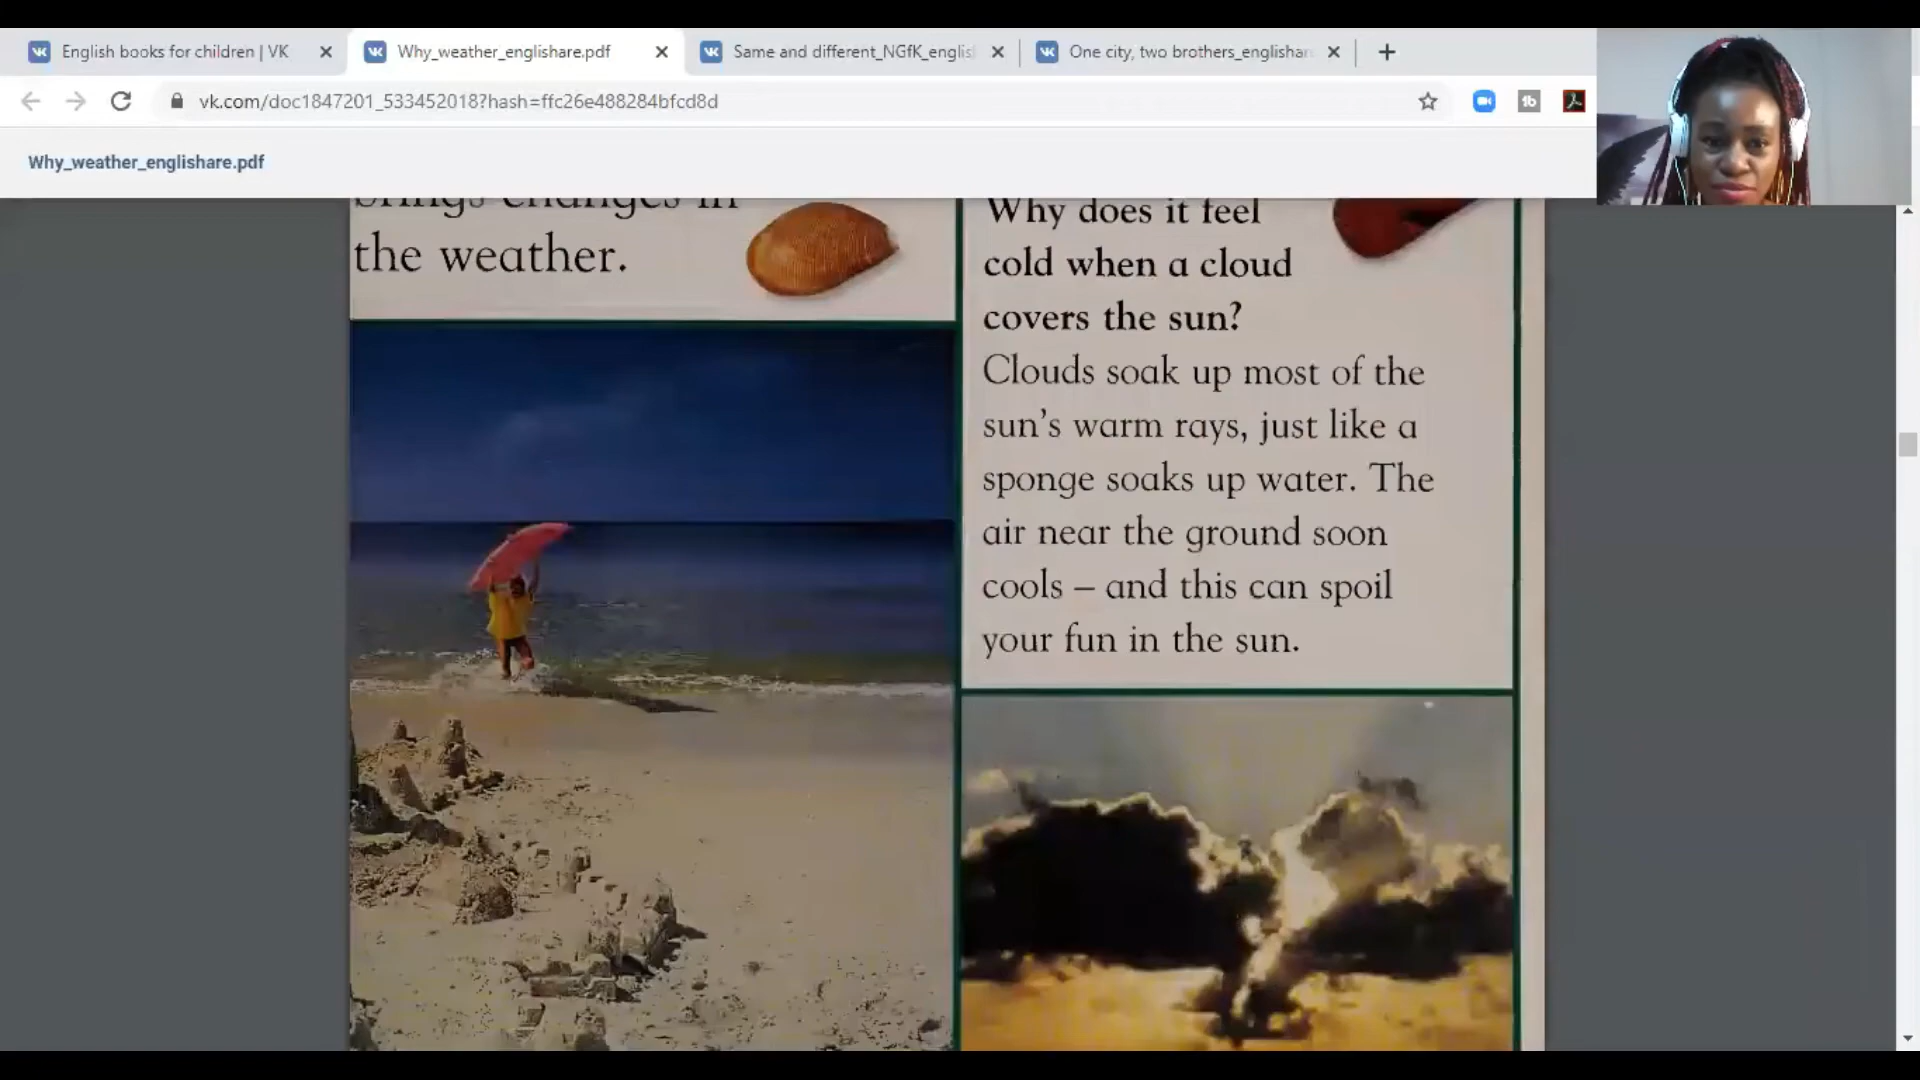 English books for children | VK
Why_weather_englishare.pdf
Same and different_NGfK_englis
One city, two brothers_englishar
vk.com/doc1847201_533452018?hash=ffc26e488284bfcd8d
Why_weather_englishare.pdf
brings changes in
the weather.
Why does it feel
cold when a cloud
covers the sun?
Clouds soak up most of the
sun's warm rays, just like a
sponge soaks up water. The
air near the ground soon
cools – and this can spoil
your fun in the sun.